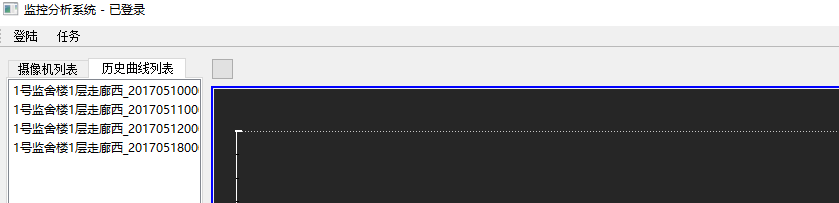 监控分析系统 - 已登录
登陆 任务
摄像机列表 历史曲线列表
1号监舍楼1层走廊西_201705100
1号监舍楼1层走廊西_201705110
1号监舍楼1层走廊西_201705120
1号监舍楼1层走廊西_201705180